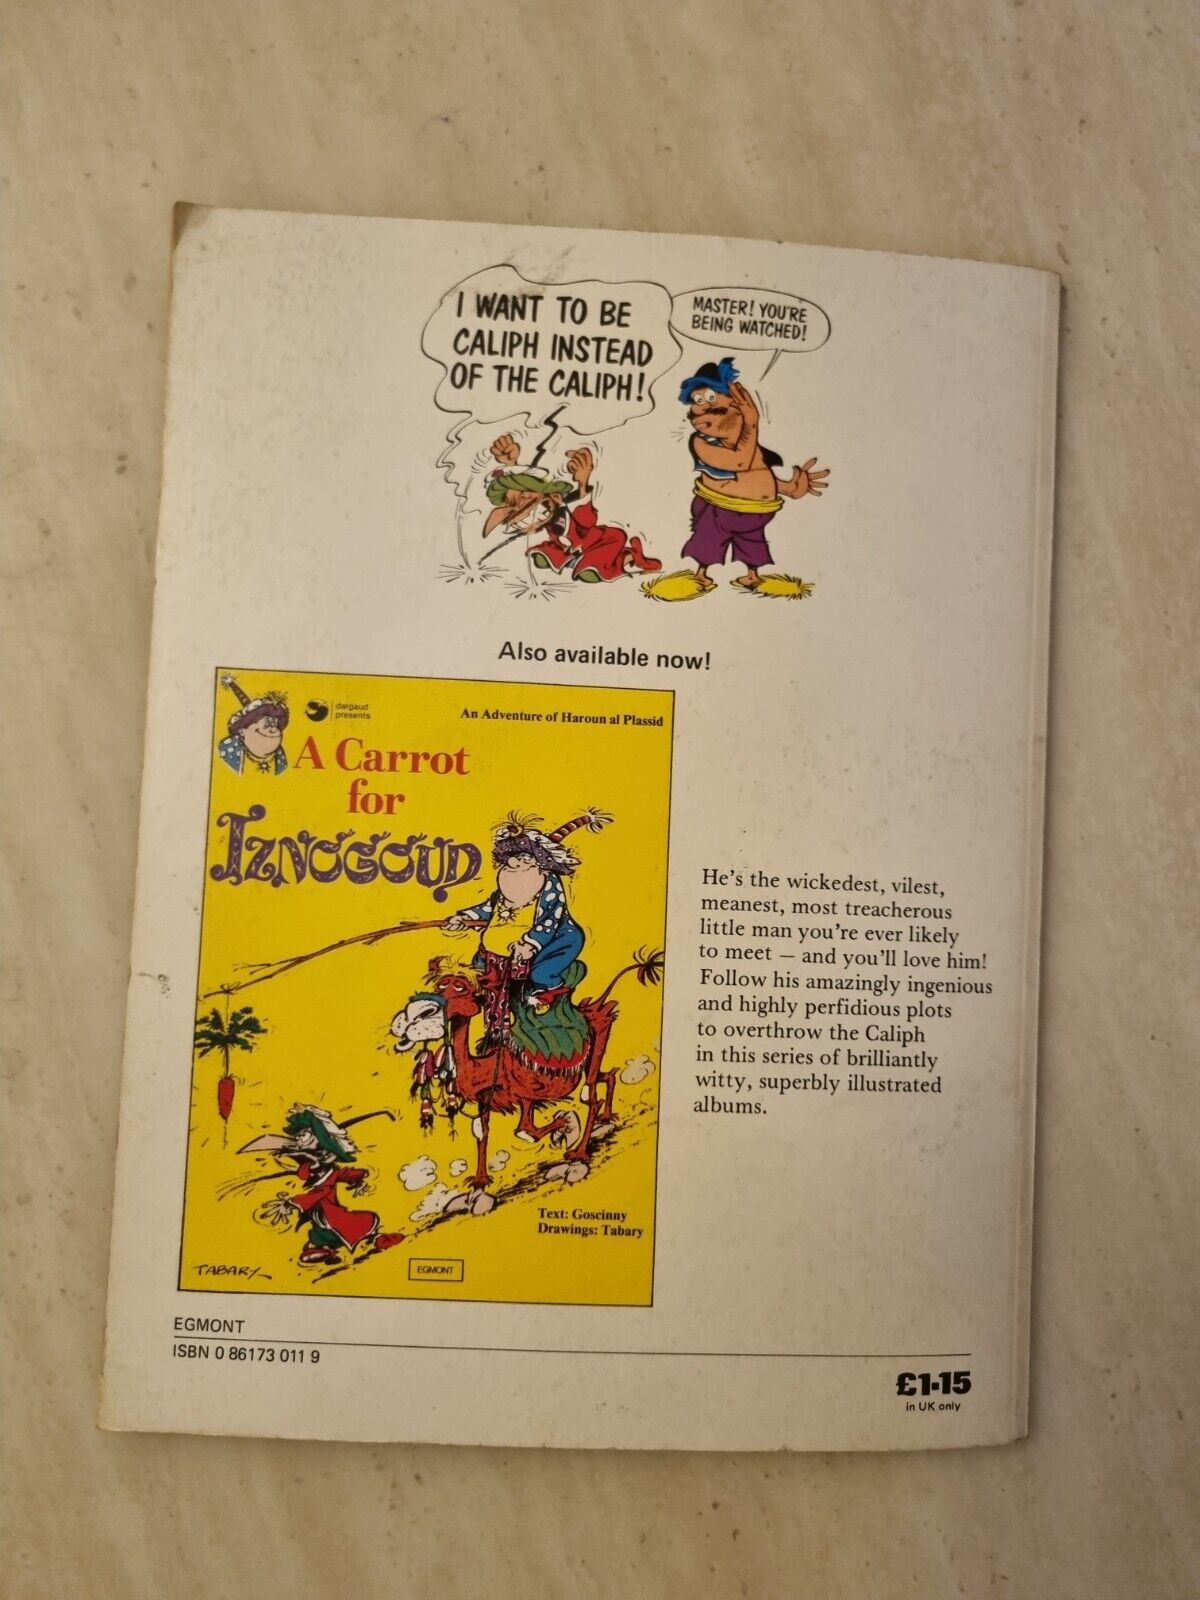 I WANT TO BE
CALIPH INSTEAD
OF THE CALIPH!
MASTER! YOU'RE
BEING WATCHED!
Also available now!
dargaud
presents
An Adventure of Haroun al Plassid
A Carrot
for
IZNOGOUD
Text: Goscinny
Drawings: Tabary
TABARY
EGMONT
He's the wickedest, vilest,
meanest, most treacherous
little man you're ever likely
to meet – and you'll love him!
Follow his amazingly ingenious
and highly perfidious plots
to overthrow the Caliph
in this series of brilliantly
witty, superbly illustrated
albums.
EGMONT
ISBN 0 86173 011 9
£1·15
in UK only